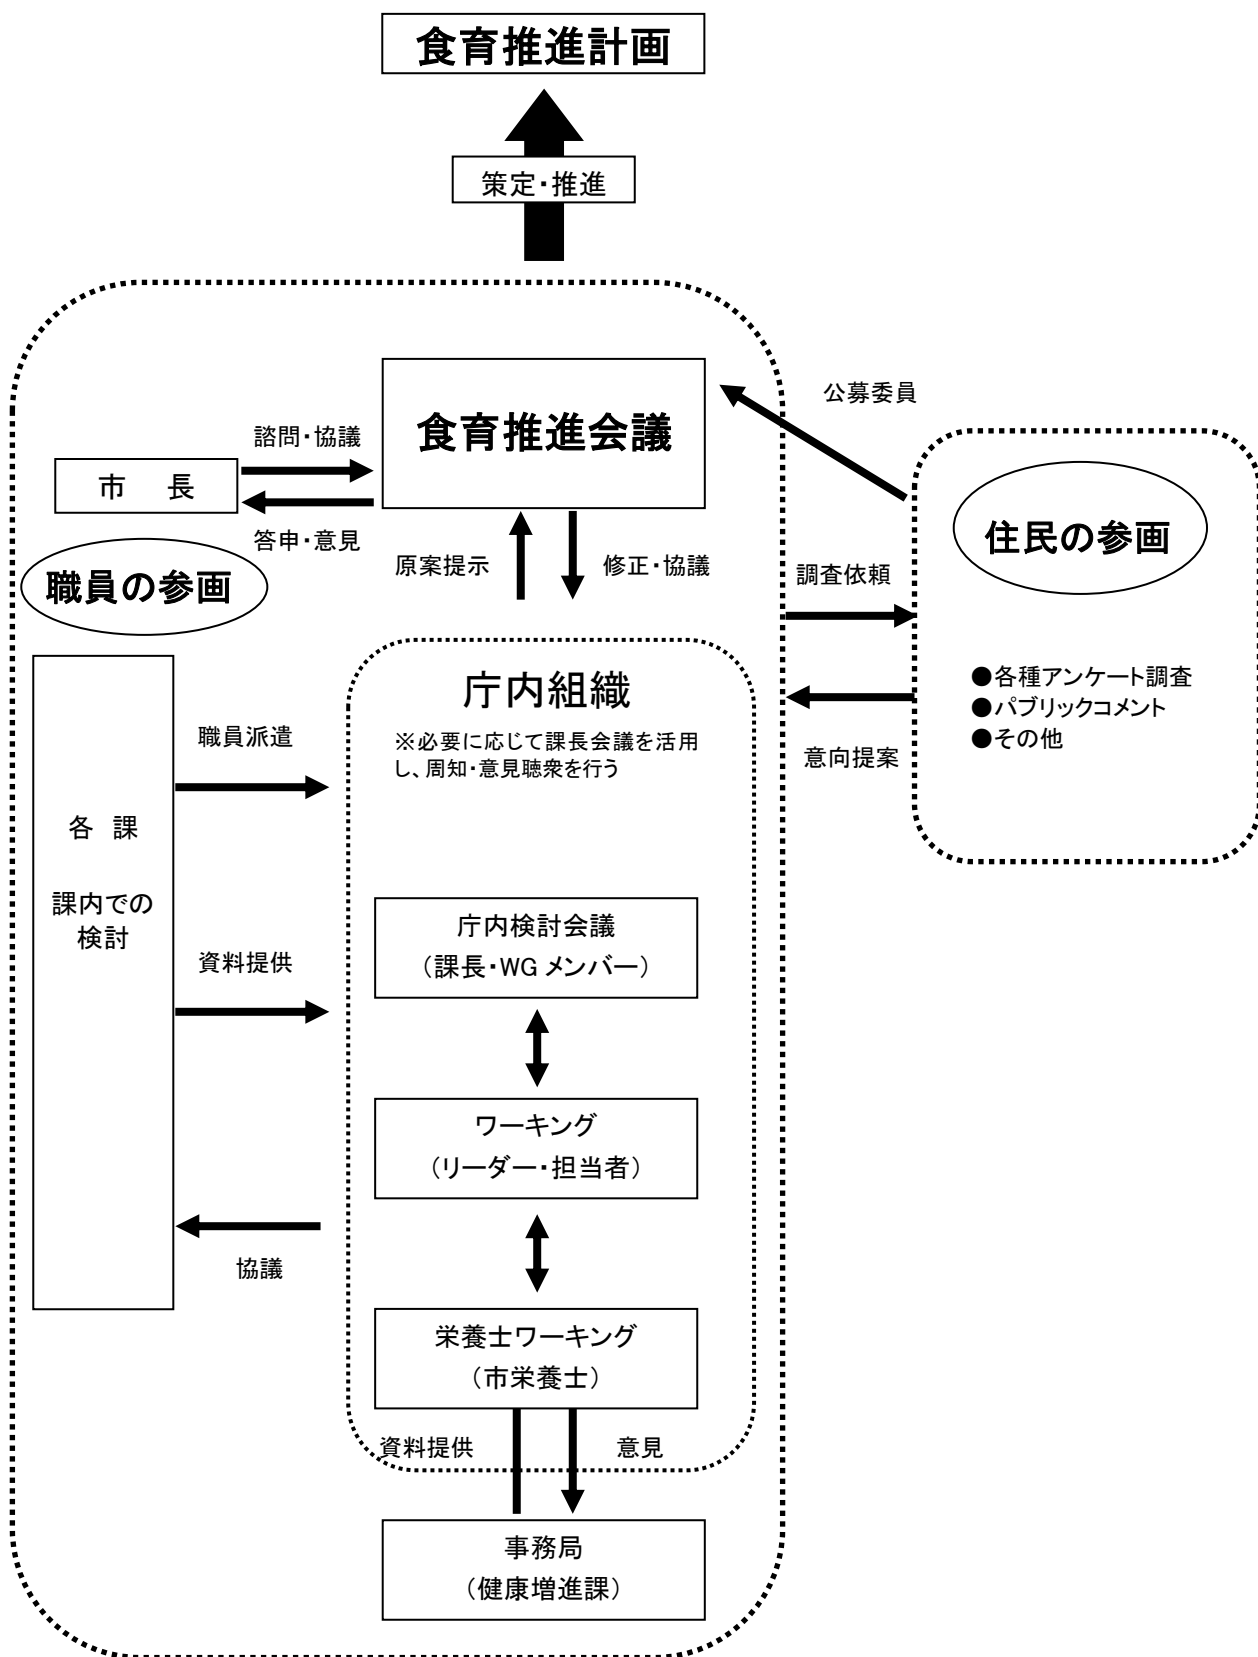 食育推進計画
策定・推進
食育推進会議
公募委員
諮問・協議
市　長
答申・意見
職員の参画
原案提示
修正・協議
住民の参画
調査依頼
●各種アンケート調査
●パブリックコメント
●その他
意向提案
庁内組織
※必要に応じて課長会議を活用
し、周知・意見聴衆を行う
職員派遣
各　課
課内での
検討
資料提供
庁内検討会議
（課長・WG メンバー）
ワーキング
（リーダー・担当者）
協議
栄養士ワーキング
（市栄養士）
資料提供
意見
事務局
（健康増進課）